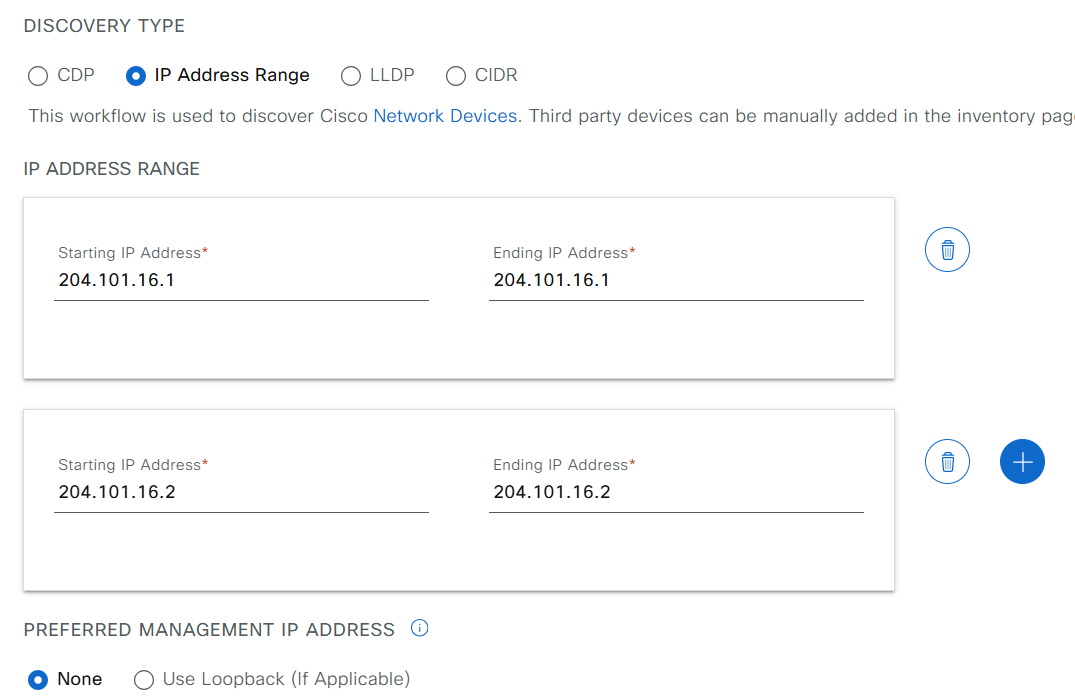 DISCOVERY TYPE
CDP IP Address Range LLDP CIDR
This workflow is used to discover Cisco Network Devices. Third party devices can be manually added in the inventory pag
IP ADDRESS RANGE
Starting IP Address* Ending IP Address*
204.101.16.1 204.101.16.1
Starting IP Address* Ending IP Address*
204.101.16.2 204.101.16.2
PREFERRED MANAGEMENT IP ADDRESS
None Use Loopback (If Applicable)